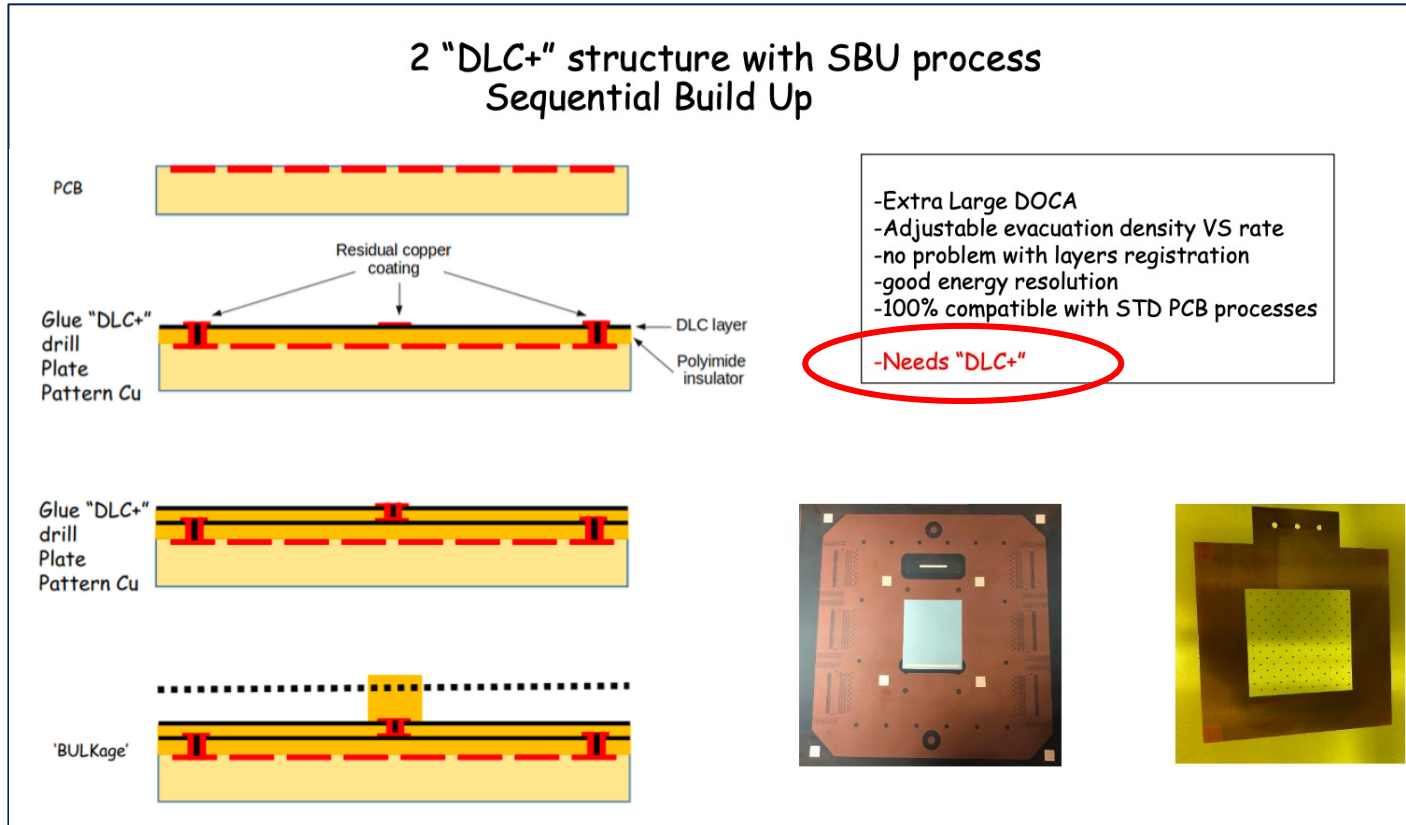 2 “DLC+” structure with SBU process
Sequential Build Up
PCB
Residual copper
coating
Glue “DLC+”
drill
Plate
Pattern Cu
DLC layer
Polyimide
insulator
-Extra Large DOCA
-Adjustable evacuation density VS rate
-no problem with layers registration
-good energy resolution
-100% compatible with STD PCB processes
-Needs “DLC+”
Glue “DLC+”
drill
Plate
Pattern Cu
‘BULKage’